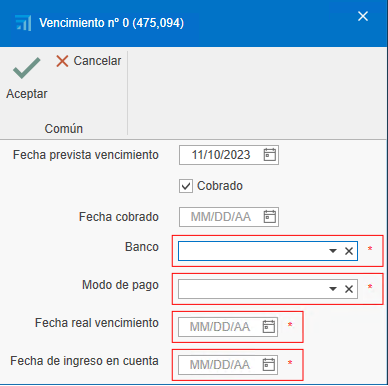 Vencimiento nº 0 (475,094)
Aceptar
Cancelar
Común
Fecha prevista vencimiento 11/10/2023
Cobrado
Fecha cobrado MM/DD/AA
Banco *
Modo de pago *
Fecha real vencimiento MM/DD/AA *
Fecha de ingreso en cuenta MM/DD/AA *